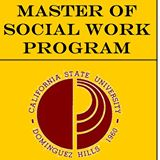 MASTER OF
SOCIAL WORK
PROGRAM
CALIFORNIA STATE UNIVERSITY
DOMINGUEZ HILLS 1960